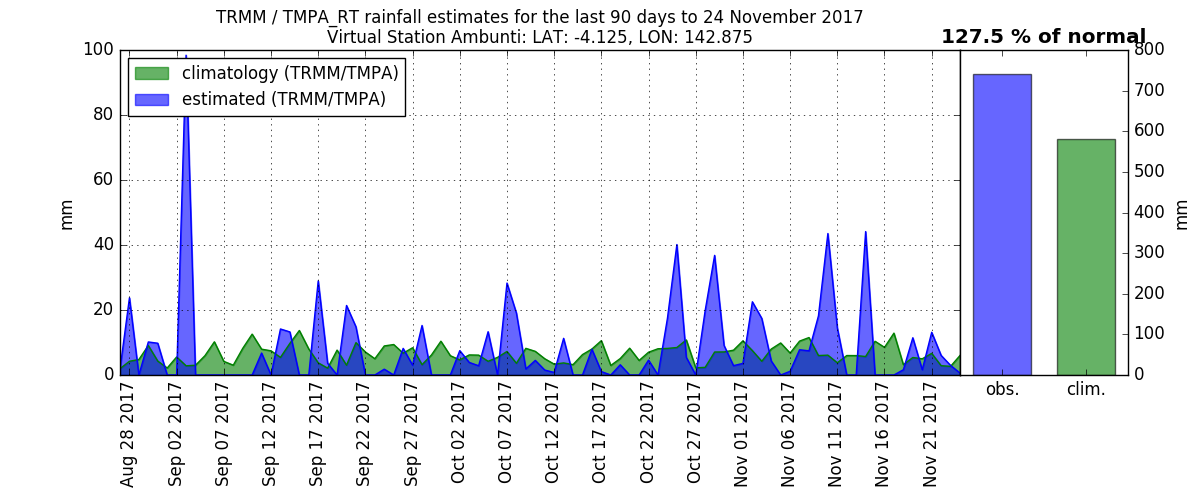 TRMM / TMPA_RT rainfall estimates for the last 90 days to 24 November 2017
Virtual Station Ambunti: LAT: -4.125, LON: 142.875
127.5 % of normal
climatology (TRMM/TMPA)
estimated (TRMM/TMPA)
mm
100
80
60
40
20
0
Aug 28 2017
Sep 02 2017
Sep 07 2017
Sep 12 2017
Sep 17 2017
Sep 22 2017
Sep 27 2017
Oct 02 2017
Oct 07 2017
Oct 12 2017
Oct 17 2017
Oct 22 2017
Oct 27 2017
Nov 01 2017
Nov 06 2017
Nov 11 2017
Nov 16 2017
Nov 21 2017
800
700
600
500
400
300
200
100
0
mm
obs.
clim.